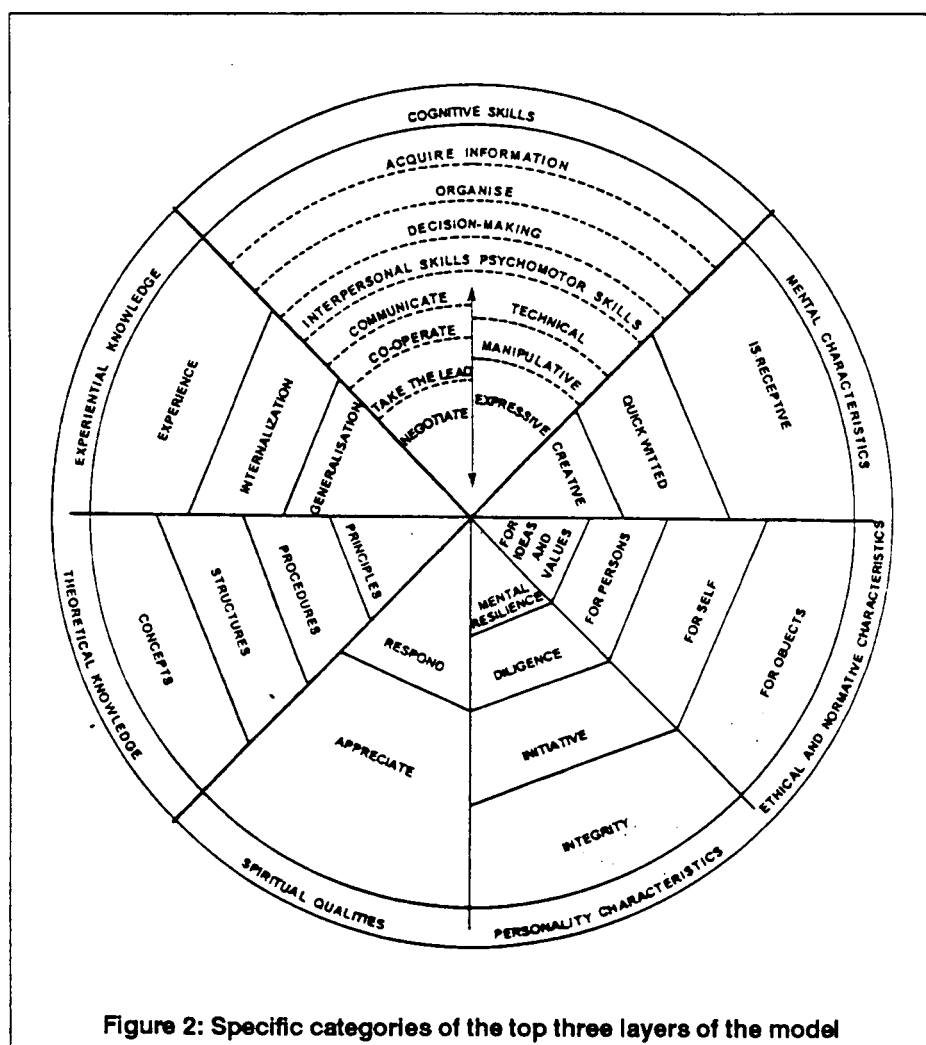 COGNITIVE SKILLS
ACQUIRE INFORMATION
ORGANISE
DECISION-MAKING
INTERPERSONAL SKILLS PSYCHOMOTOR SKILLS
COMMUNICATE
CO-OPERATE
TAKE THE LEAD
NEGOTIATE
TECHNICAL
MANIPULATIVE
EXPRESSIVE
MENTAL CHARACTERISTICS
IS RECEPTIVE
QUICK WITTED
CREATIVE
ETHICAL AND NORMATIVE CHARACTERISTICS
FOR OBJECTS
FOR SELF
FOR PERSONS
FOR
IDEAS
AND
VALUES
PERSONALITY CHARACTERISTICS
MENTAL
RESILIENCE
DILIGENCE
INITIATIVE
INTEGRITY
SPIRITUAL QUALITIES
RESPOND
APPRECIATE
THEORETICAL KNOWLEDGE
CONCEPTS
STRUCTURES
PROCEDURES
PRINCIPLES
EXPERIENTIAL KNOWLEDGE
EXPERIENCE
INTERNALIZATION
GENERALISATION
Figure 2: Specific categories of the top three layers of the model